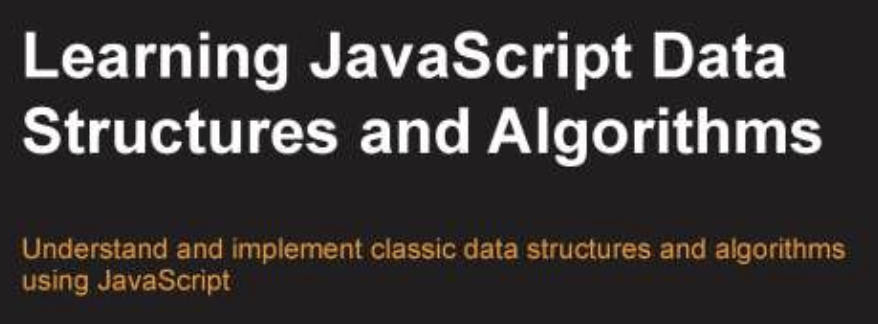 Learning JavaScript Data
Structures and Algorithms
Understand and implement classic data structures and algorithms
using JavaScript